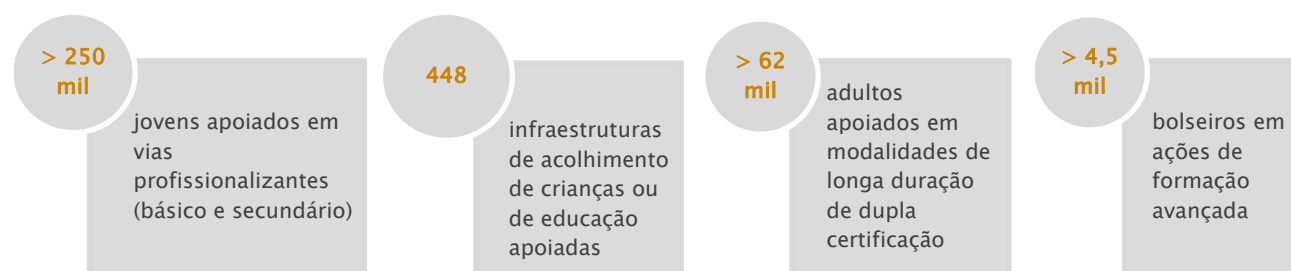 > 250
mil
jovens apoiados em
vias
profissionalizantes
(básico e secundário)
448
infraestruturas
de acolhimento
de crianças ou
de educação
apoiadas
> 62
mil
adultos
apoiados em
modalidades de
longa duração
de dupla
certificação
> 4,5
mil
bolseiros em
ações de
formação
avançada